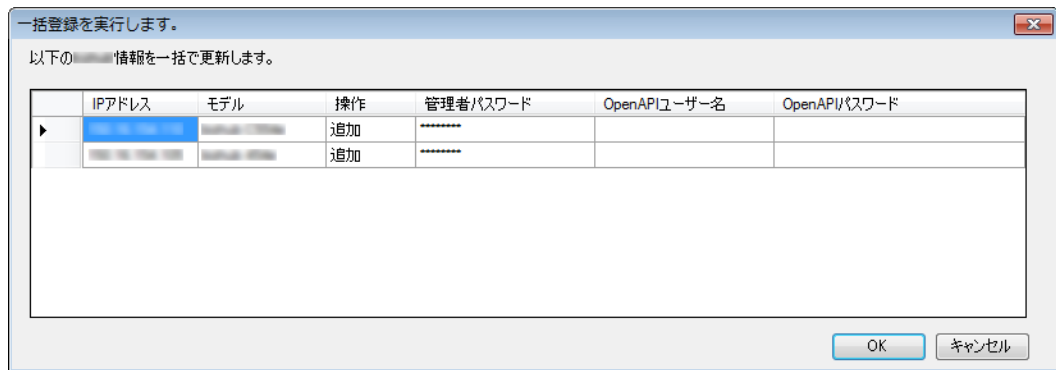 一括登録を実行します。
以下の 情報を一括で更新します。
IPアドレス モデル 操作 管理者パスワード OpenAPIユーザー名 OpenAPIパスワード
追加 ********
追加 ********
OK キャンセル